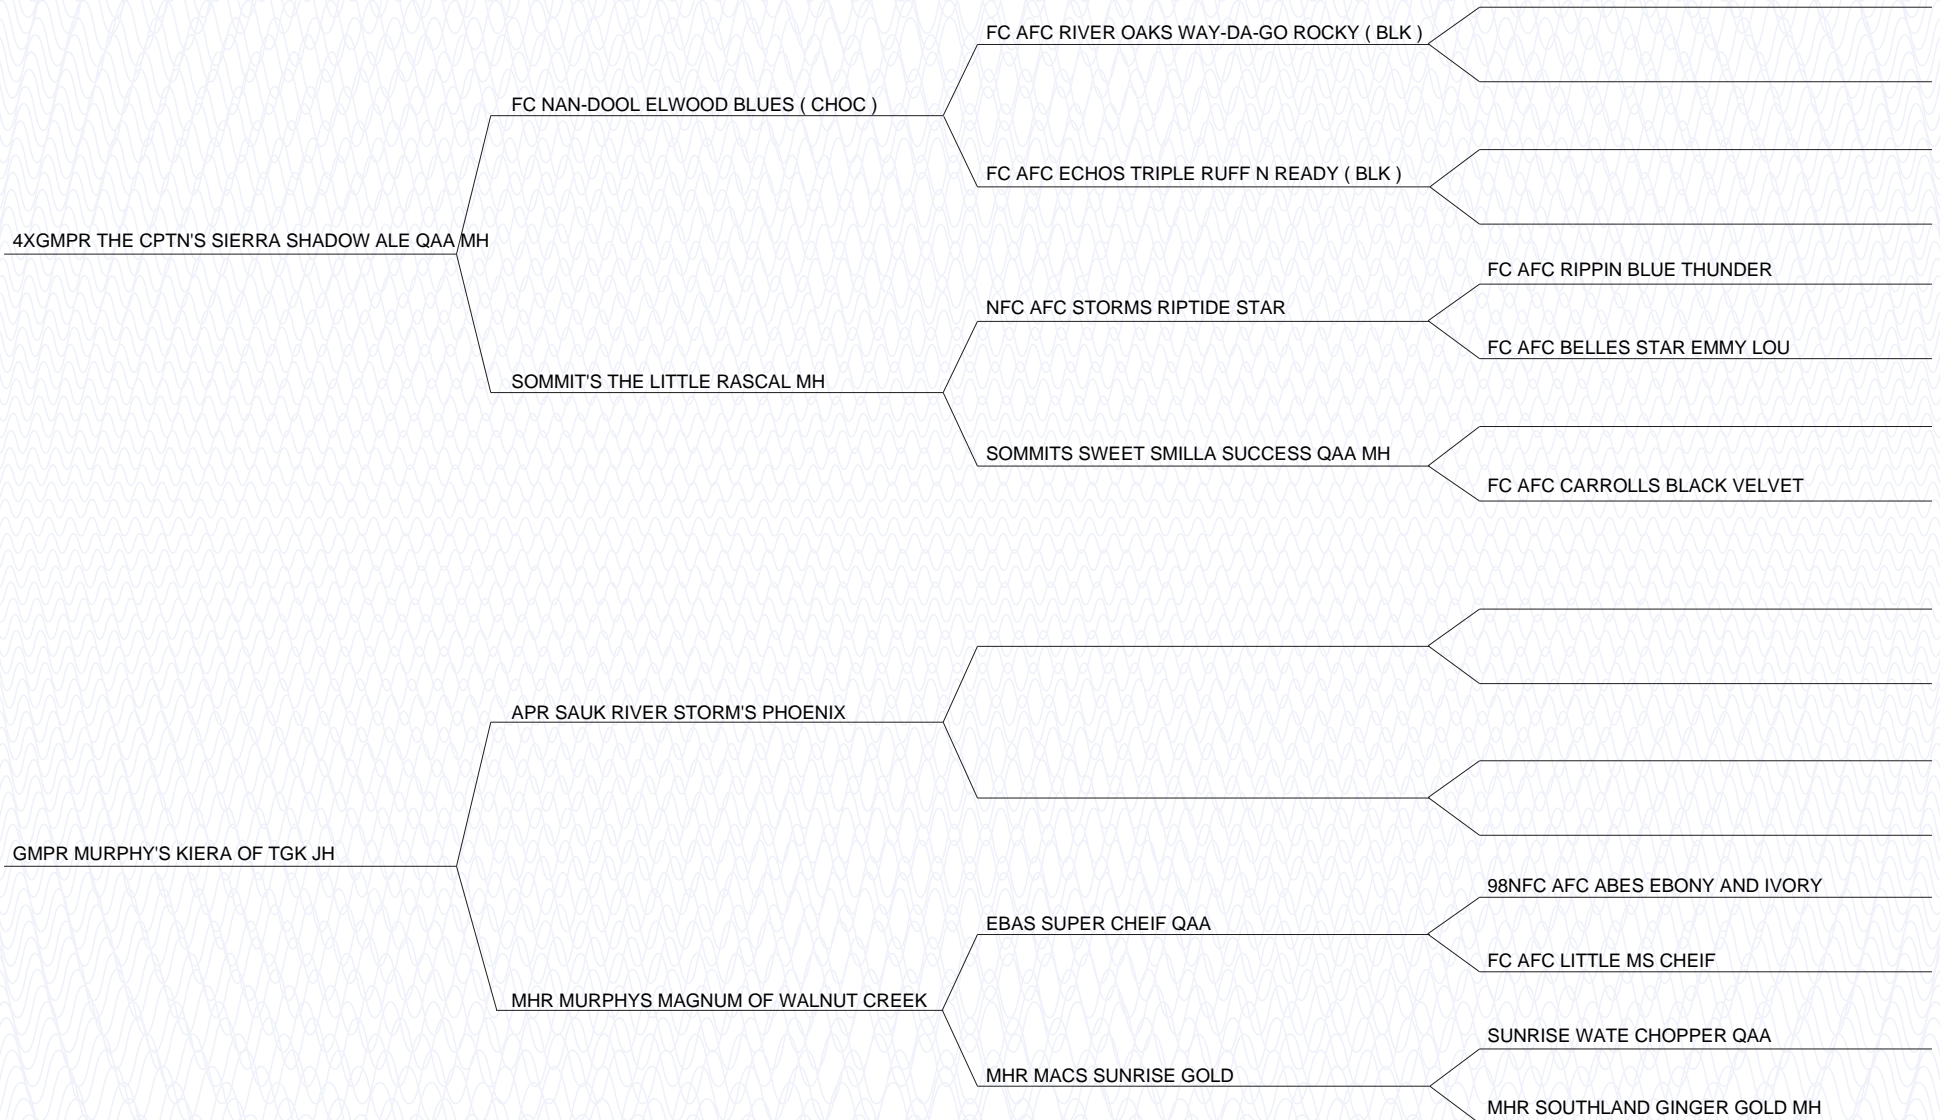 FC AFC RIVER OAKS WAY-DA-GO ROCKY ( BLK )
FC NAN-DOOL ELWOOD BLUES ( CHOC )
FC AFC ECHOS TRIPLE RUFF N READY ( BLK )
4XGMPR THE CPTN'S SIERRA SHADOW ALE QAA MH
FC AFC RIPPIN BLUE THUNDER
NFC AFC STORMS RIPTIDE STAR
FC AFC BELLES STAR EMMY LOU
SOMMIT'S THE LITTLE RASCAL MH
SOMMITS SWEET SMILLA SUCCESS QAA MH
FC AFC CARROLLS BLACK VELVET
APR SAUK RIVER STORM'S PHOENIX
GMPR MURPHY'S KIERA OF TGK JH
98NFC AFC ABES EBONY AND IVORY
EBAS SUPER CHEIF QAA
FC AFC LITTLE MS CHEIF
MHR MURPHYS MAGNUM OF WALNUT CREEK
SUNRISE WATE CHOPPER QAA
MHR MACS SUNRISE GOLD
MHR SOUTHLAND GINGER GOLD MH